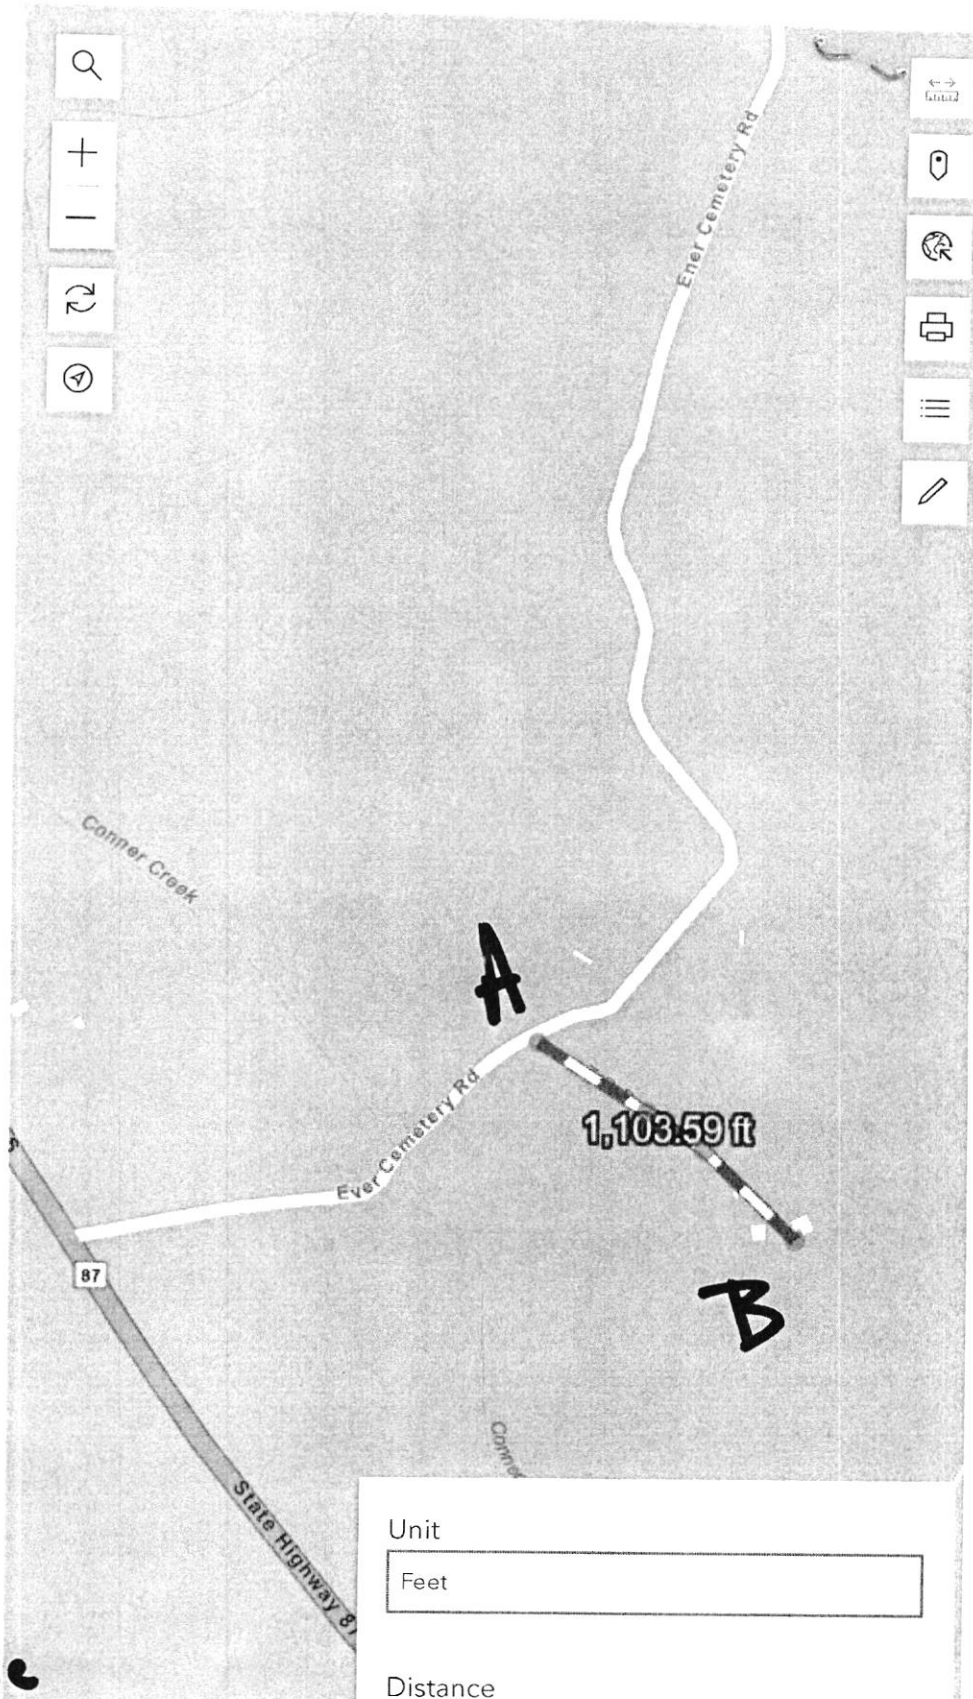 Ener Cemetery Rd
Conner Creek
A
1,103.59 ft
Ever Cemetery Rd
87
B
Conner
State Highway 87
Unit
Feet
Distance